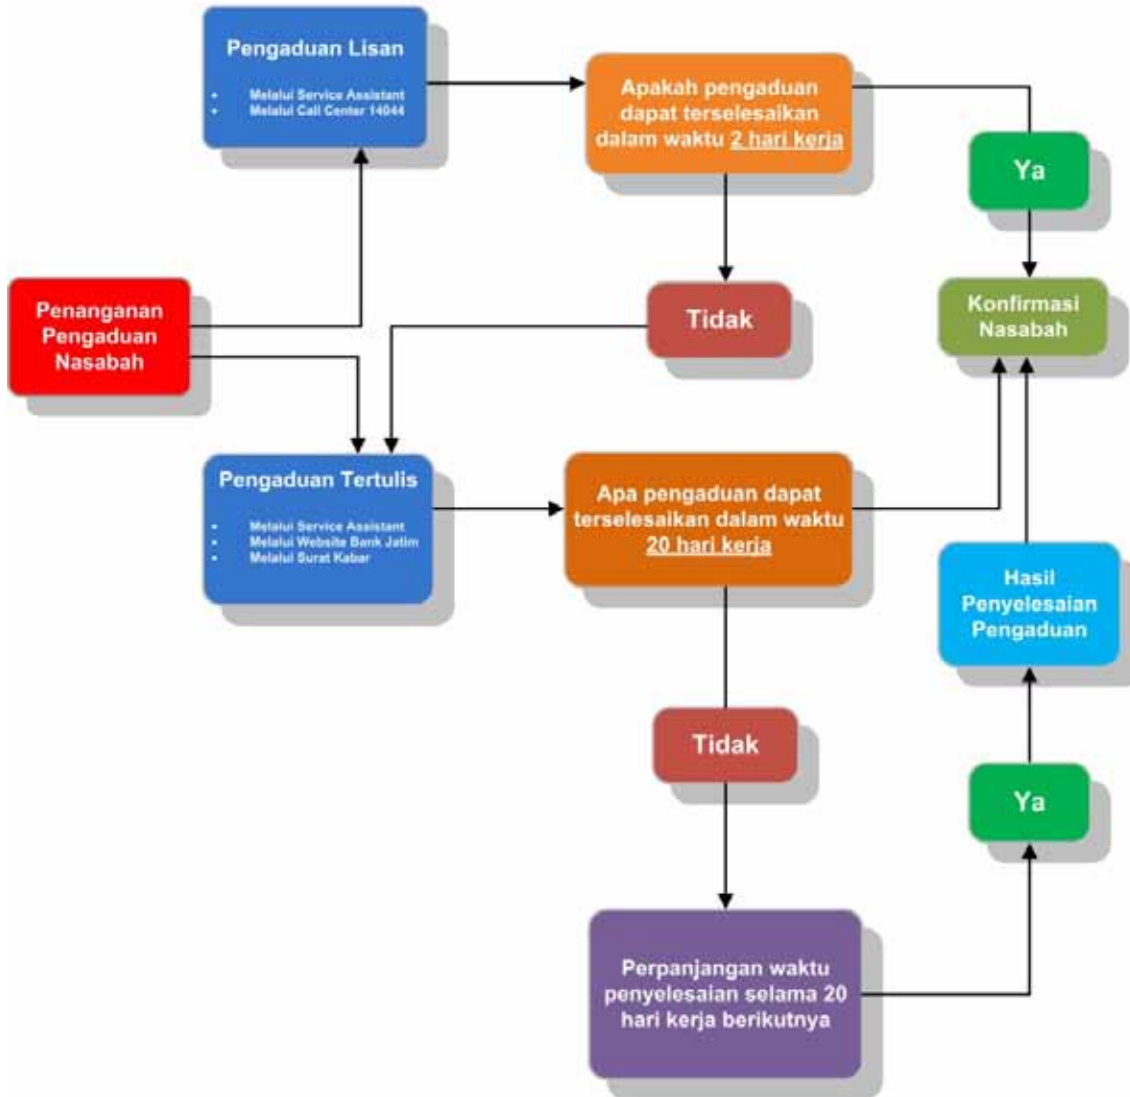 Pengaduan Lisan
• Melalui Service Assistant
• Melalui Call Center 14044
Apakah pengaduan
dapat terselesaikan
dalam waktu 2 hari kerja
Ya
Penanganan
Pengaduan
Nasabah
Tidak
Konfirmasi
Nasabah
Pengaduan Tertulis
• Melalui Service Assistant
• Melalui Website Bank Jatim
• Melalui Surat Kabar
Apa pengaduan dapat
terselesaikan dalam waktu
20 hari kerja
Hasil
Penyelesaian
Pengaduan
Tidak
Ya
Perpanjangan waktu
penyelesaian selama 20
hari kerja berikutnya